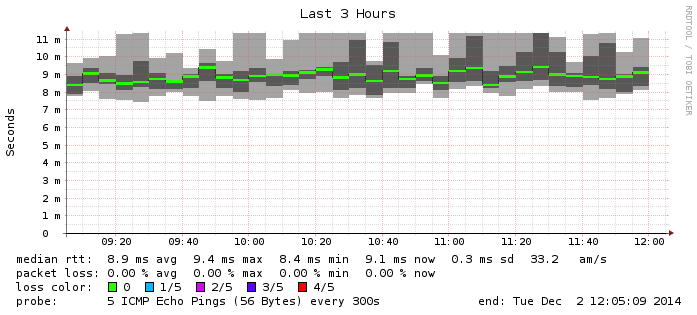 Last 3 Hours
RRDTOOL / TOBI OETIKER
Seconds
11 m
10 m
9 m
8 m
7 m
6 m
5 m
4 m
3 m
2 m
1 m
0
09:20 09:40 10:00 10:20 10:40 11:00 11:20 11:40 12:00
median rtt: 8.9 ms avg 9.4 ms max 8.4 ms min 9.1 ms now 0.3 ms sd 33.2 am/s
packet loss: 0.00 % avg 0.00 % max 0.00 % min 0.00 % now
loss color: 0 1/5 2/5 3/5 4/5
probe: 5 ICMP Echo Pings (56 Bytes) every 300s end: Tue Dec 2 12:05:09 2014